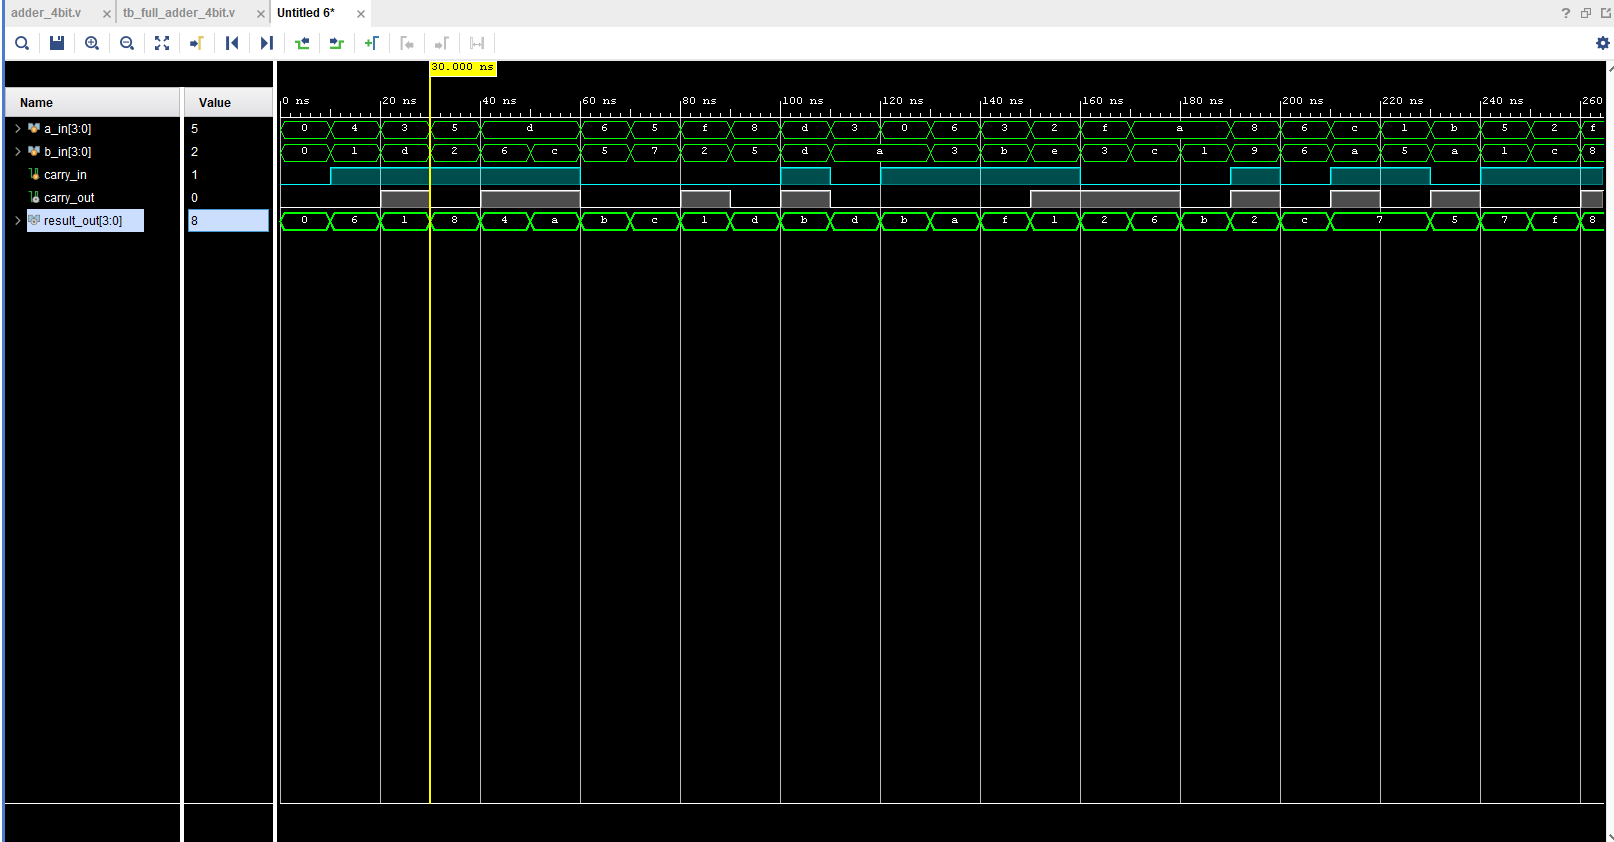 adder_4bit.v × tb_full_adder_4bit.v × Untitled 6* ×
?
30.000 ns
Name Value
0 ns 20 ns 40 ns 60 ns 80 ns 100 ns 120 ns 140 ns 160 ns 180 ns 200 ns 220 ns 240 ns 260
a_in[3:0] 5 0 4 3 5 d 6 5 f 8 d 3 0 6 3 2 f a 8 6 c 1 b 5 2 f
b_in[3:0] 2 0 1 d 2 6 c 5 7 2 5 d a 3 b e 3 c 1 9 6 a 5 a 1 c 8
carry_in 1
carry_out 0
result_out[3:0] 8 0 6 1 8 4 a b c 1 d b d b a f 1 2 6 b 2 c 7 5 7 f 8